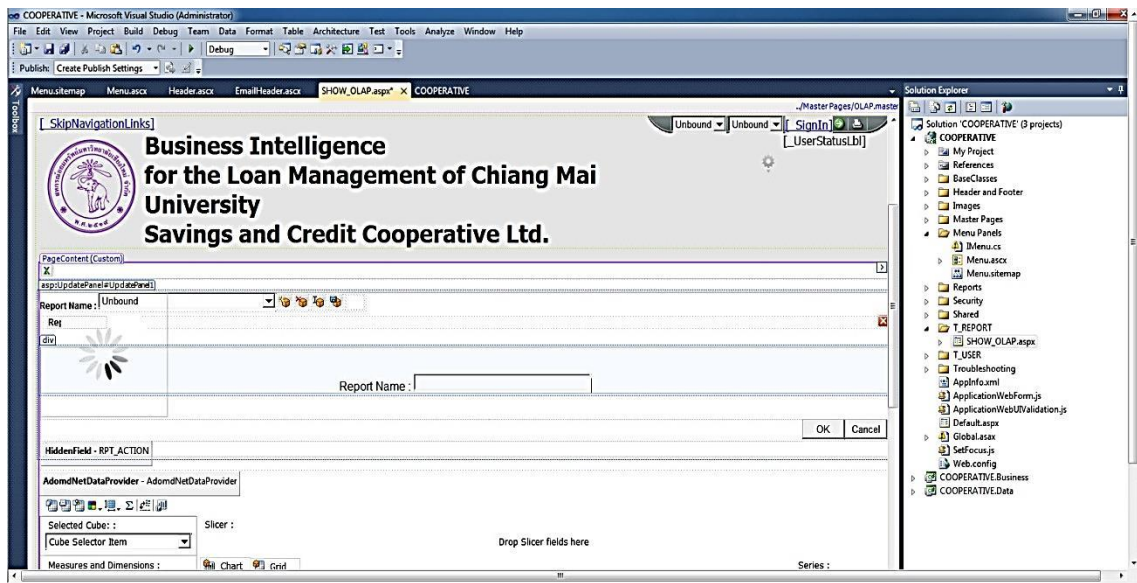 COOPERATIVE - Microsoft Visual Studio (Administrator)
File Edit View Project Build Debug Team Data Format Table Architecture Test Tools Analyze Window Help
Debug
Publish: Create Publish Settings
Toolbox
Menu.sitemap Menu.ascx Header.ascx EmailHeader.ascx SHOW_OLAP.aspx* X COOPERATIVE
../Master Pages/OLAP.master
[_SkipNavigationLinks]
Unbound Unbound [_SignIn]
[_UserStatusLbl]
Business Intelligence
for the Loan Management of Chiang Mai
University
Savings and Credit Cooperative Ltd.
PageContent (Custom)
asp:UpdatePanel#UpdatePanel1
Report Name : Unbound
Rep
div
Report Name :
OK Cancel
HiddenField - RPT_ACTION
AdomdNetDataProvider - AdomdNetDataProvider
Selected Cube: : Slicer :
Cube Selector Item Drop Slicer fields here
Measures and Dimensions : Chart Grid Series :
Solution Explorer
Solution 'COOPERATIVE' (3 projects)
COOPERATIVE
My Project
References
BaseClasses
Header and Footer
Images
Master Pages
Menu Panels
IMenu.cs
Menu.ascx
Menu.sitemap
Reports
Security
Shared
T_REPORT
SHOW_OLAP.aspx
T_USER
Troubleshooting
AppInfo.xml
ApplicationWebForm.js
ApplicationWebUIValidation.js
Default.aspx
Global.asax
SetFocus.js
Web.config
COOPERATIVE.Business
COOPERATIVE.Data